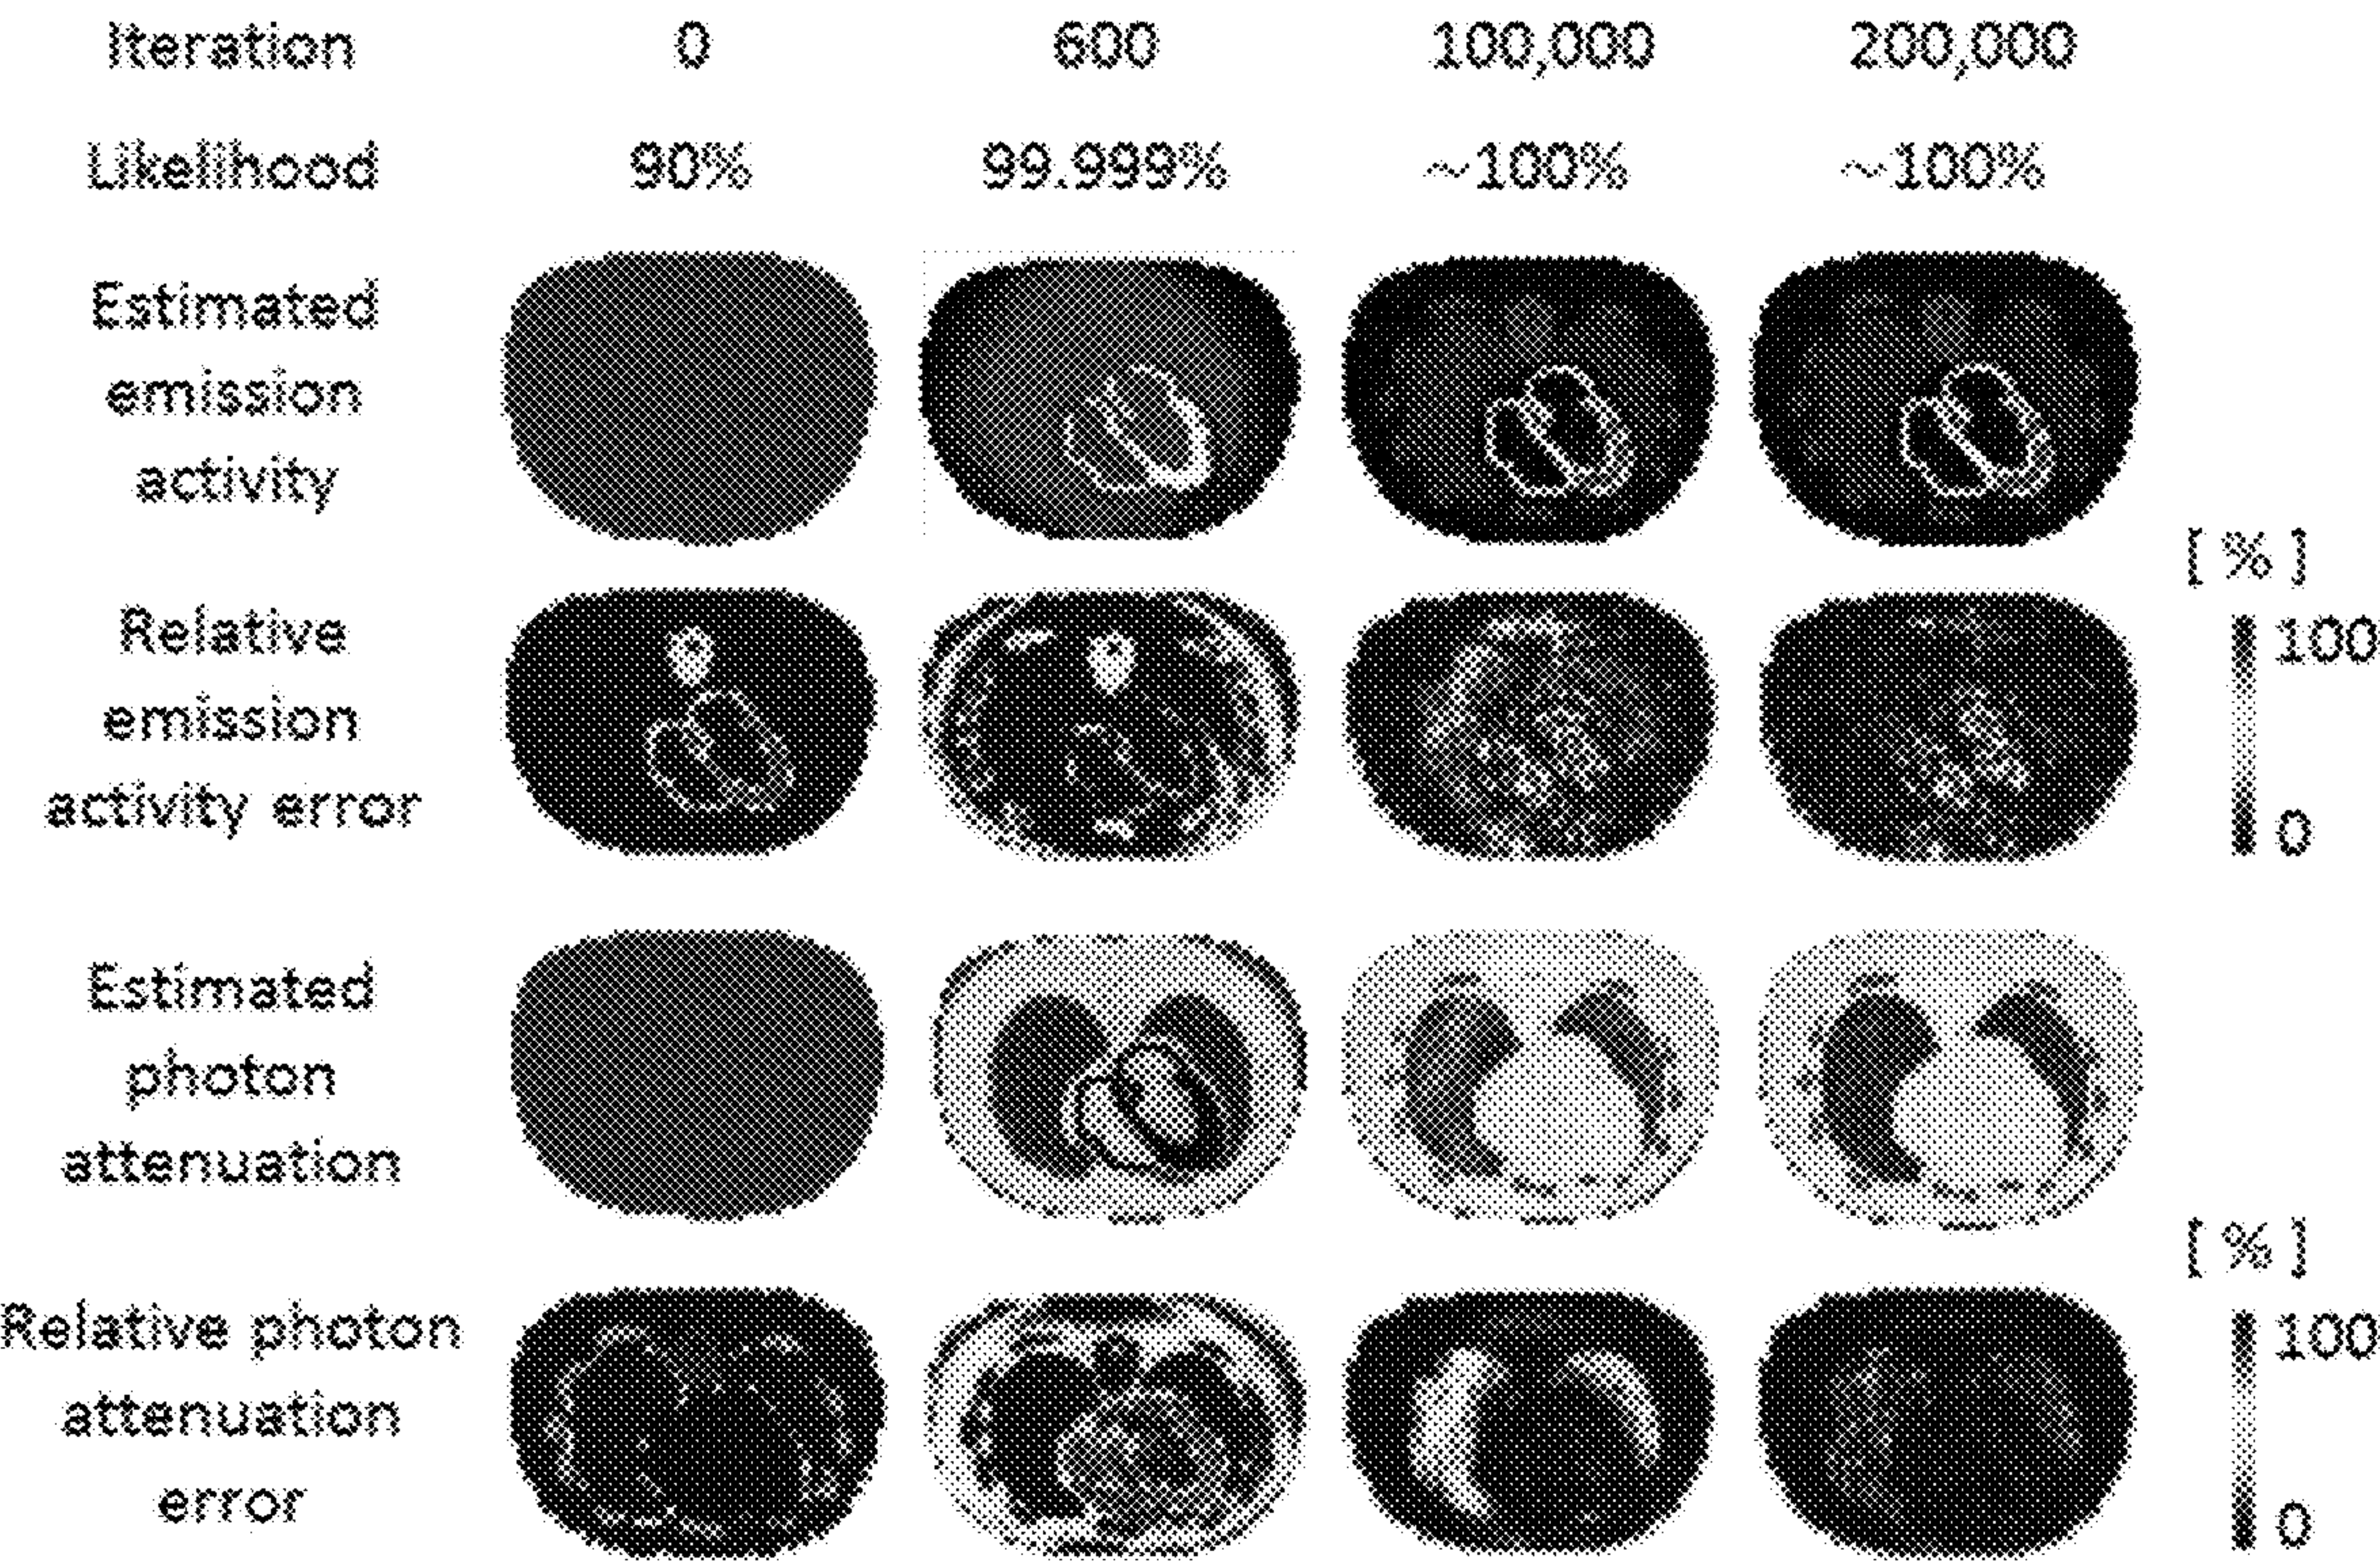 Iteration 0 600 100,000 200,000
Likelihood 90% 99.999% ~100% ~100%
Estimated
emission
activity
[ % ]
Relative
emission
activity error
100
0
Estimated
photon
attenuation
[ % ]
Relative photon
attenuation
error
100
0